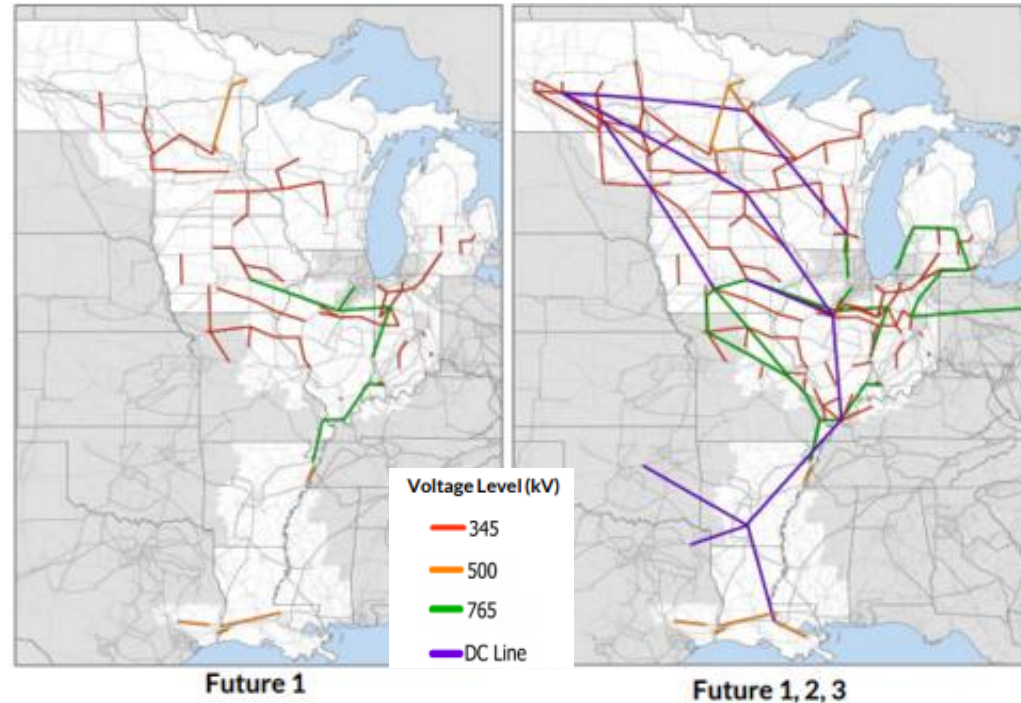 Voltage Level (kV)
345
500
765
DC Line
Future 1
Future 1, 2, 3